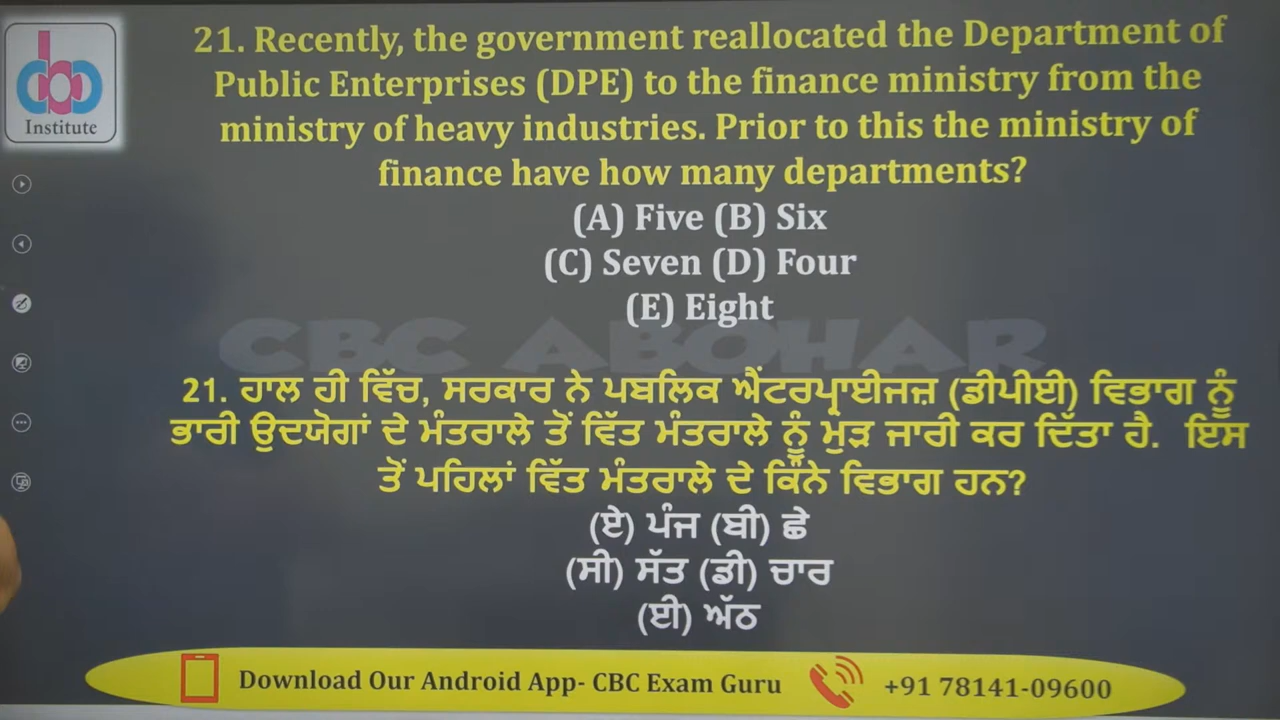 Institute
21. Recently, the government reallocated the Department of
Public Enterprises (DPE) to the finance ministry from the
ministry of heavy industries. Prior to this the ministry of
finance have how many departments?
(A) Five (B) Six
(C) Seven (D) Four
(E) Eight
CBC ABOHAR
21. ਹਾਲ ਹੀ ਵਿੱਚ, ਸਰਕਾਰ ਨੇ ਪਬਲਿਕ ਐਂਟਰਪ੍ਰਾਈਜਜ਼ (ਡੀਪੀਈ) ਵਿਭਾਗ ਨੂੰ
ਭਾਰੀ ਉਦਯੋਗਾਂ ਦੇ ਮੰਤਰਾਲੇ ਤੋਂ ਵਿੱਤ ਮੰਤਰਾਲੇ ਨੂੰ ਮੁੜ ਜਾਰੀ ਕਰ ਦਿੱਤਾ ਹੈ. ਇਸ
ਤੋਂ ਪਹਿਲਾਂ ਵਿੱਤ ਮੰਤਰਾਲੇ ਦੇ ਕਿੰਨੇ ਵਿਭਾਗ ਹਨ?
(ਏ) ਪੰਜ (ਬੀ) ਛੇ
(ਸੀ) ਸੱਤ (ਡੀ) ਚਾਰ
(ਈ) ਅੱਠ
Download Our Android App- CBC Exam Guru
+91 78141-09600